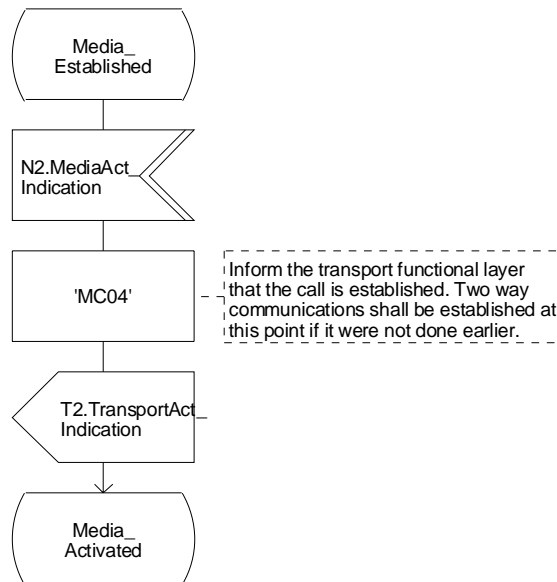 Media_
Established
N2.MediaAct_
Indication
'MC04'
Inform the transport functional layer
that the call is established. Two way
communications shall be established at
this point if it were not done earlier.
T2.TransportAct_
Indication
Media_
Activated